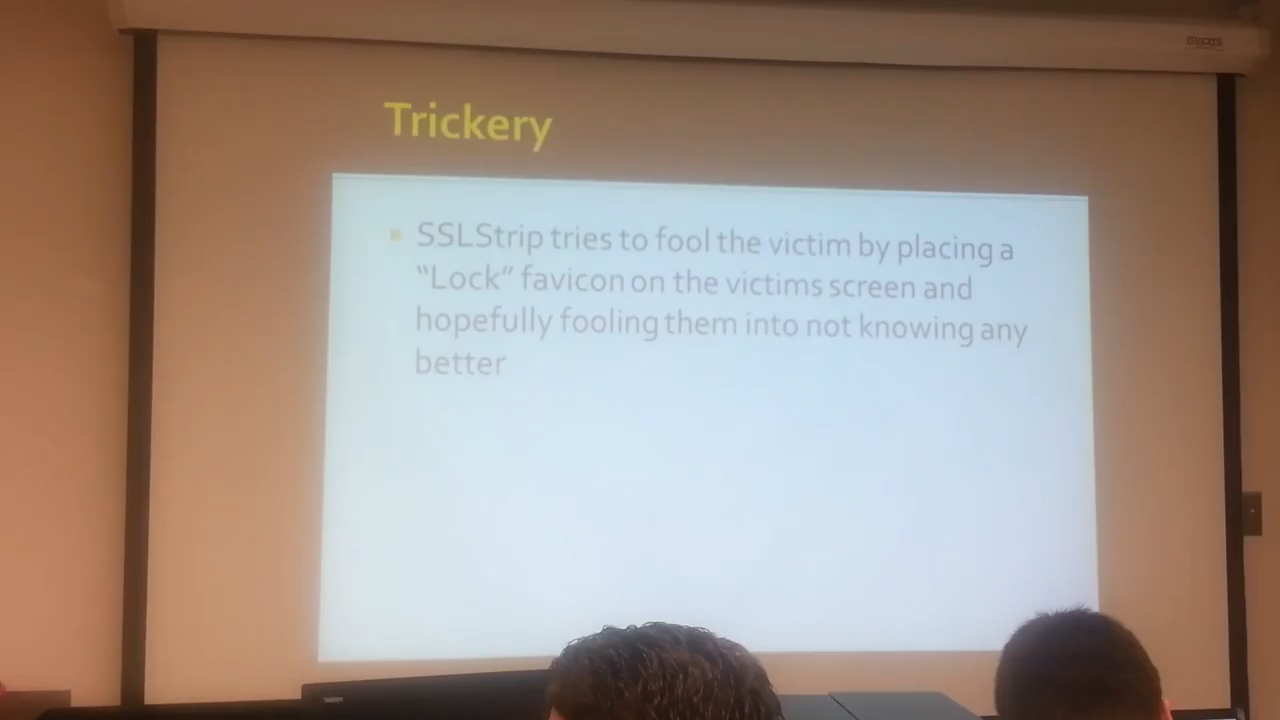 Trickery
SSLStrip tries to fool the victim by placing a
“Lock” favicon on the victims screen and
hopefully fooling them into not knowing any
better